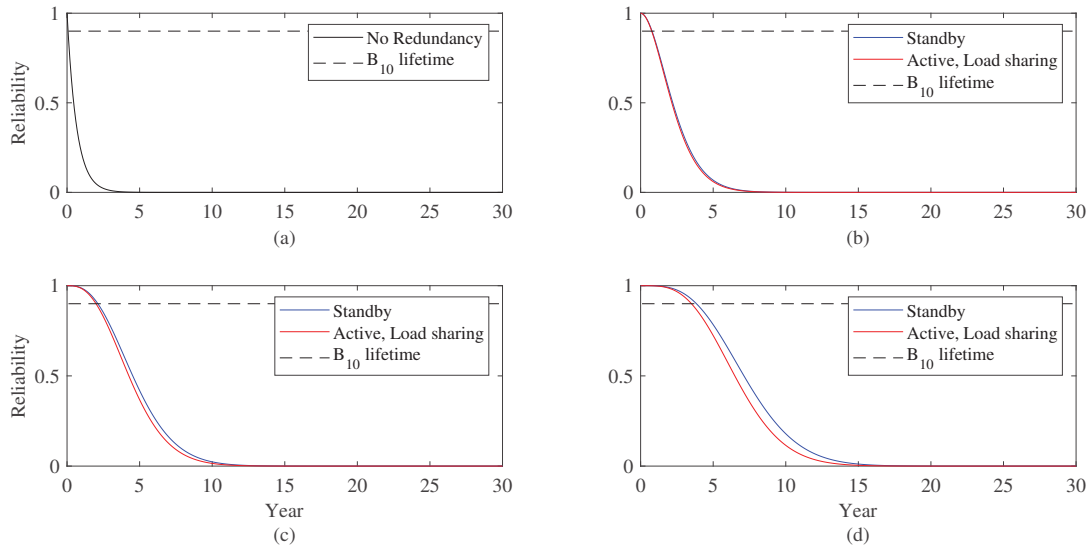 1
0.5
0
Reliability
No Redundancy
B10 lifetime
0 5 10 15 20 25 30
(a)
1
0.5
0
Standby
Active, Load sharing
B10 lifetime
0 5 10 15 20 25 30
(b)
1
0.5
0
Reliability
Standby
Active, Load sharing
B10 lifetime
0 5 10 15 20 25 30
Year
(c)
1
0.5
0
Standby
Active, Load sharing
B10 lifetime
0 5 10 15 20 25 30
Year
(d)